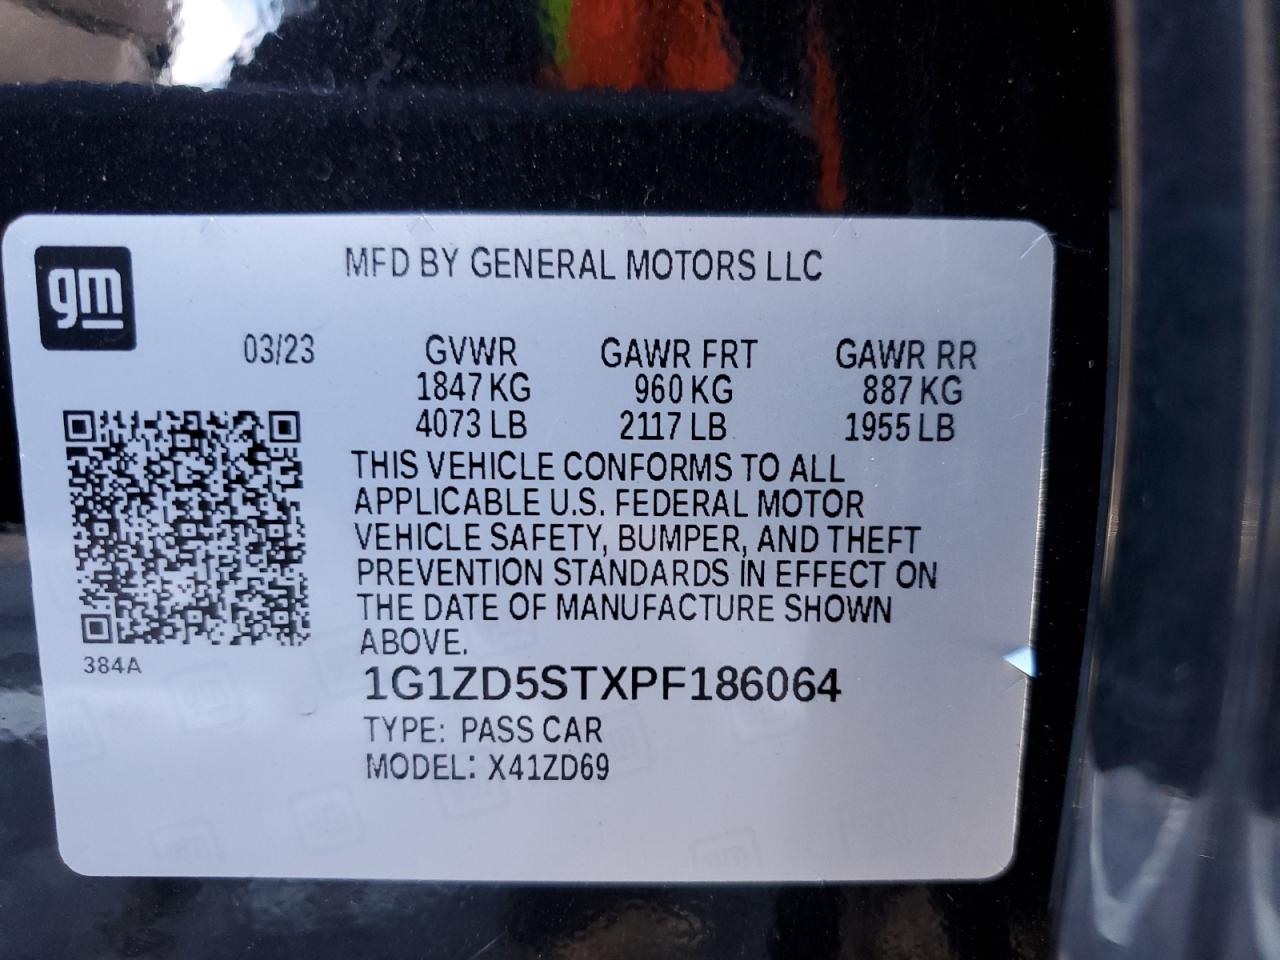 gm
MFD BY GENERAL MOTORS LLC
03/23 GVWR GAWR FRT GAWR RR
1847 KG 960 KG 887 KG
4073 LB 2117 LB 1955 LB
THIS VEHICLE CONFORMS TO ALL
APPLICABLE U.S. FEDERAL MOTOR
VEHICLE SAFETY, BUMPER, AND THEFT
PREVENTION STANDARDS IN EFFECT ON
THE DATE OF MANUFACTURE SHOWN
ABOVE.
384A
1G1ZD5STXPF186064
TYPE: PASS CAR
MODEL: X41ZD69